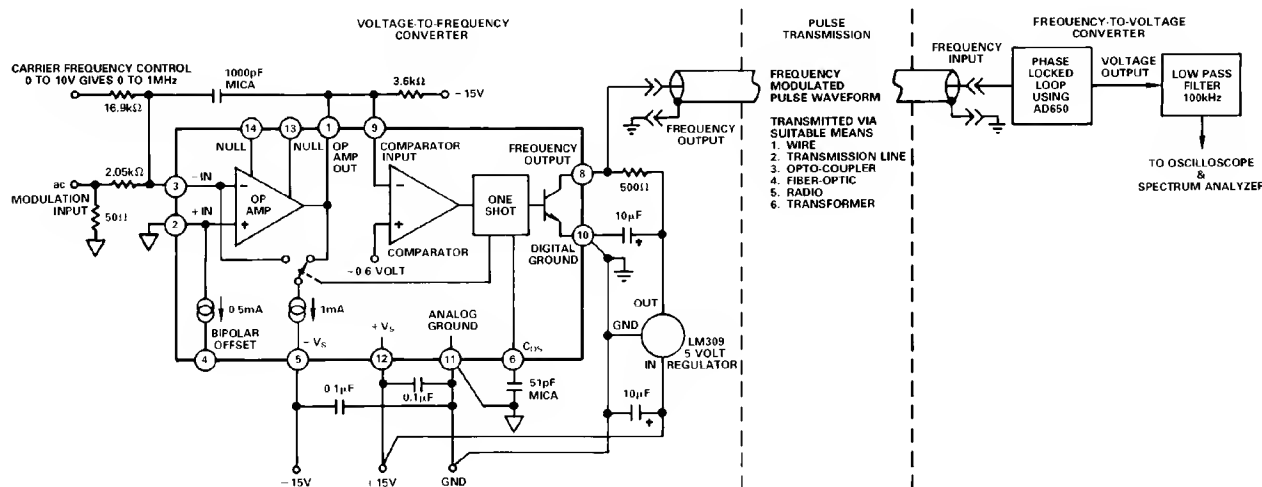 VOLTAGE-TO-FREQUENCY
CONVERTER
PULSE
TRANSMISSION
FREQUENCY-TO-VOLTAGE
CONVERTER
CARRIER FREQUENCY CONTROL
0 TO 10V GIVES 0 TO 1MHz
16.9kΩ
1000pF
MICA
3.6kΩ
-15V
14
13
1
9
NULL
NULL
OP
AMP
OUT
COMPARATOR
INPUT
ac
MODULATION
INPUT
2.05kΩ
50Ω
3
-IN
2
+IN
OP
AMP
COMPARATOR
~0.6 VOLT
ONE
SHOT
FREQUENCY
OUTPUT
8
10
DIGITAL
GROUND
500Ω
10µF
+
0.5mA
BIPOLAR
OFFSET
1mA
-VS
+VS
ANALOG
GROUND
COS
4
5
12
11
6
0.1µF
0.1µF
51pF
MICA
OUT
GND
IN
LM309
5 VOLT
REGULATOR
10µF
+
-15V
+15V
GND
FREQUENCY
OUTPUT
FREQUENCY
MODULATED
PULSE WAVEFORM
TRANSMITTED VIA
SUITABLE MEANS
1. WIRE
2. TRANSMISSION LINE
3. OPTO-COUPLER
4. FIBER-OPTIC
5. RADIO
6. TRANSFORMER
FREQUENCY
INPUT
PHASE
LOCKED
LOOP
USING
AD650
VOLTAGE
OUTPUT
LOW PASS
FILTER
100kHz
TO OSCILLOSCOPE
&
SPECTRUM ANALYZER